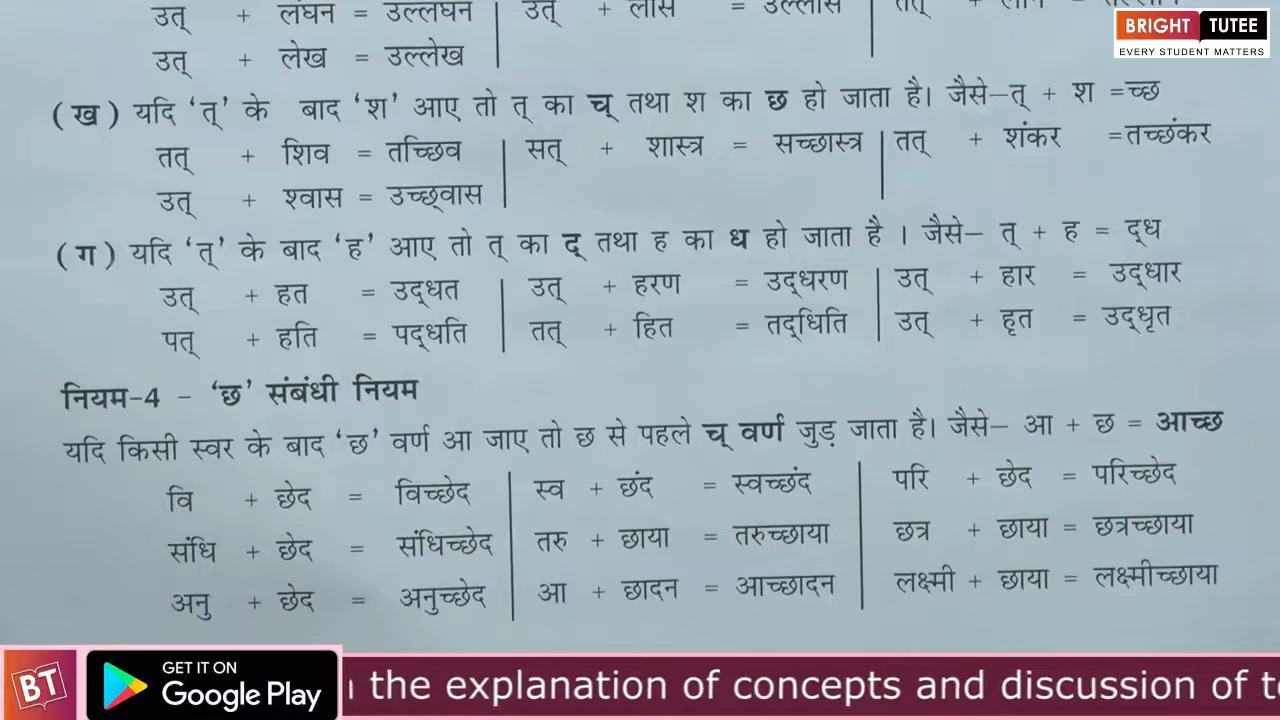 उत् + लंघन = उल्लंघन | उत् + लास = उल्लास | तत् +
उत् + लेख = उल्लेख
(ख) यदि ‘त्’ के बाद ‘श’ आए तो त् का च् तथा श का छ हो जाता है। जैसे– त् + श =च्छ
तत् + शिव = तच्छिव | सत् + शास्त्र = सच्छास्त्र | तत् + शंकर =तच्छंकर
उत् + श्वास = उच्छ्वास
(ग) यदि ‘त्’ के बाद ‘ह’ आए तो त् का द् तथा ह का ध हो जाता है । जैसे– त् + ह = द्ध
उत् + हत = उद्धत | उत् + हरण = उद्धरण | उत् + हार = उद्धार
पत् + हति = पद्धति | तत् + हित = तद्धिति | उत् + हृत = उद्धृत
नियम-4 - ‘छ’ संबंधी नियम
यदि किसी स्वर के बाद ‘छ’ वर्ण आ जाए तो छ से पहले च् वर्ण जुड़ जाता है। जैसे– आ + छ = आच्छ
वि + छेद = विच्छेद | स्व + छंद = स्वच्छंद | परि + छेद = परिच्छेद
संधि + छेद = संधिच्छेद | तरु + छाया = तरुच्छाया | छत्र + छाया = छत्रच्छाया
अनु + छेद = अनुच्छेद | आ + छादन = आच्छादन | लक्ष्मी + छाया = लक्ष्मीच्छाया
BRIGHT TUTEE
EVERY STUDENT MATTERS
BT
GET IT ON
Google Play
the explanation of concepts and discussion of